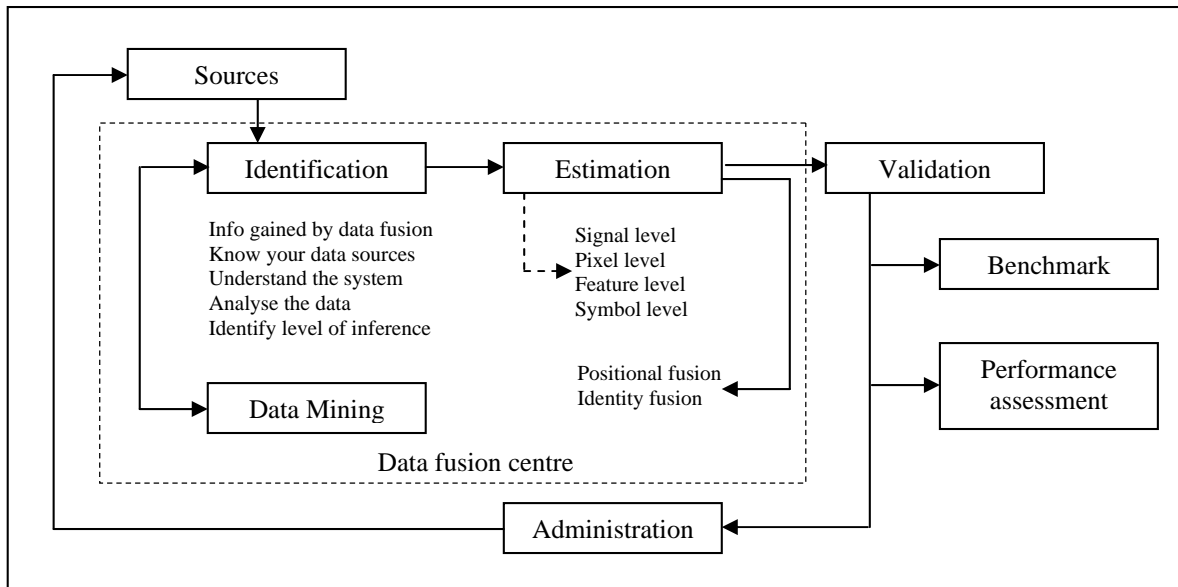 Sources
Identification
Estimation
Validation
Info gained by data fusion
Know your data sources
Understand the system
Analyse the data
Identify level of inference
Signal level
Pixel level
Feature level
Symbol level
Benchmark
Positional fusion
Identity fusion
Performance
assessment
Data Mining
Data fusion centre
Administration